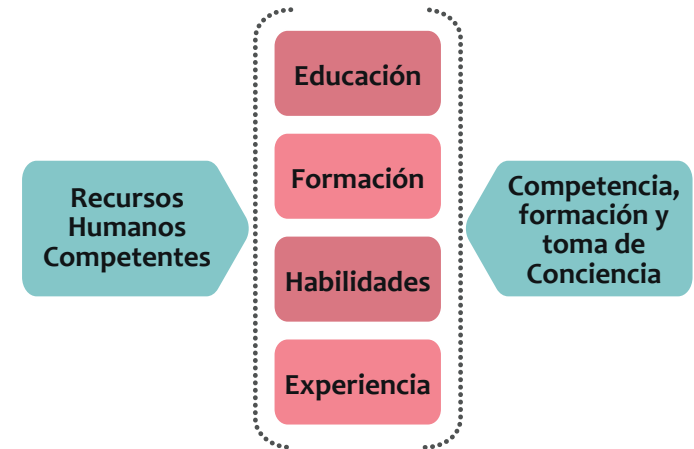 Recursos
Humanos
Competentes
Educación
Formación
Habilidades
Experiencia
Competencia,
formación y
toma de
Conciencia